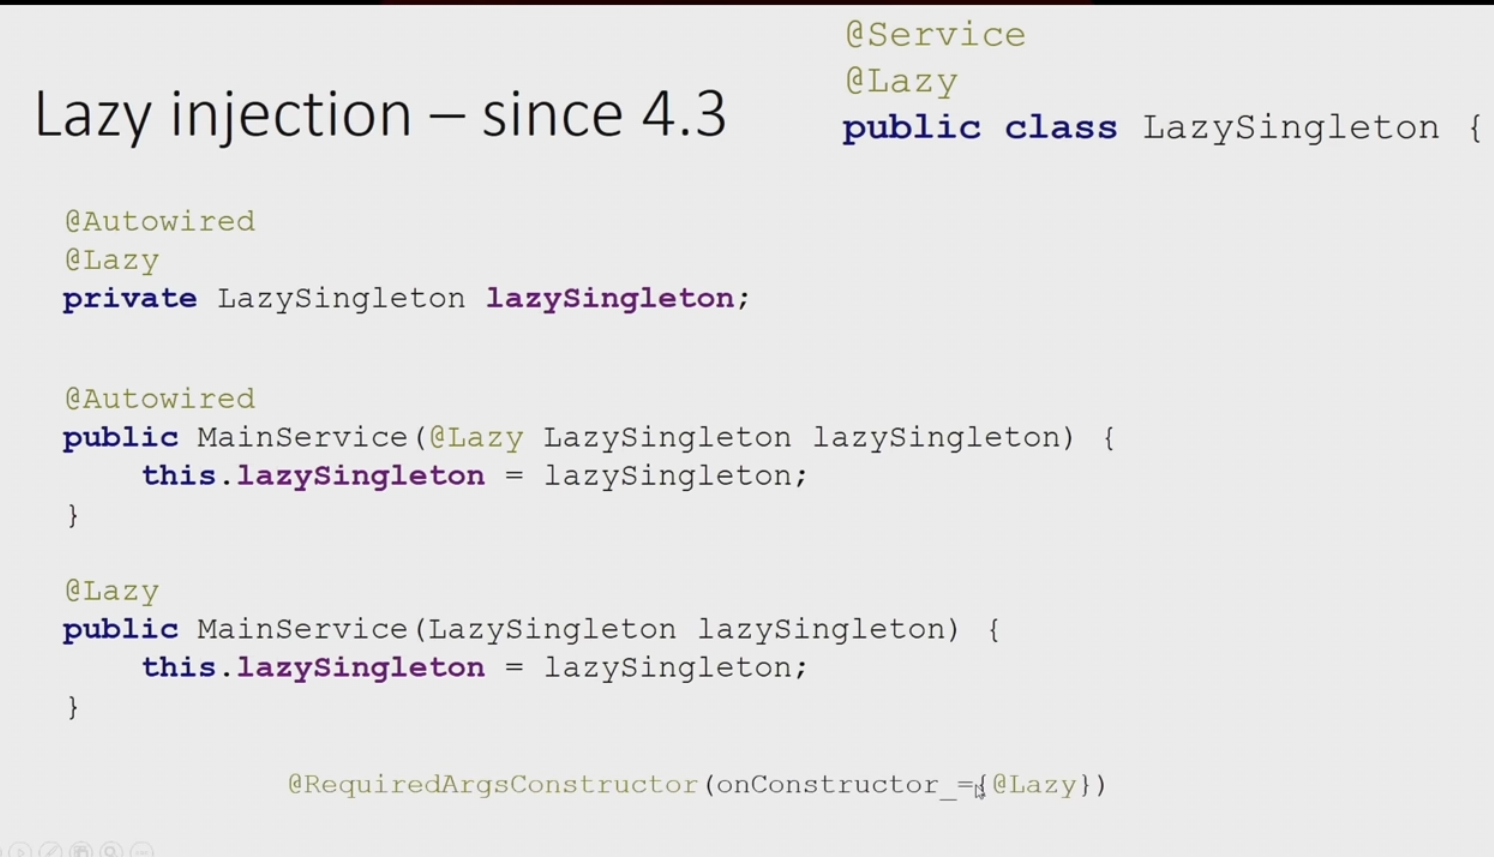 Lazy injection – since 4.3
@Service
@Lazy
public class LazySingleton {
@Autowired
@Lazy
private LazySingleton lazySingleton;
@Autowired
public MainService(@Lazy LazySingleton lazySingleton) {
this.lazySingleton = lazySingleton;
}
@Lazy
public MainService(LazySingleton lazySingleton) {
this.lazySingleton = lazySingleton;
}
@RequiredArgsConstructor(onConstructor_={@Lazy})